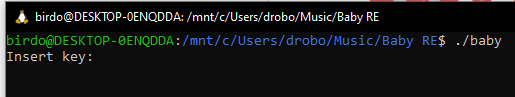 birdo@DESKTOP-0ENQDDA: /mnt/c/Users/drobo/Music/Baby RE
birdo@DESKTOP-0ENQDDA:/mnt/c/Users/drobo/Music/Baby RE$ ./baby
Insert key: